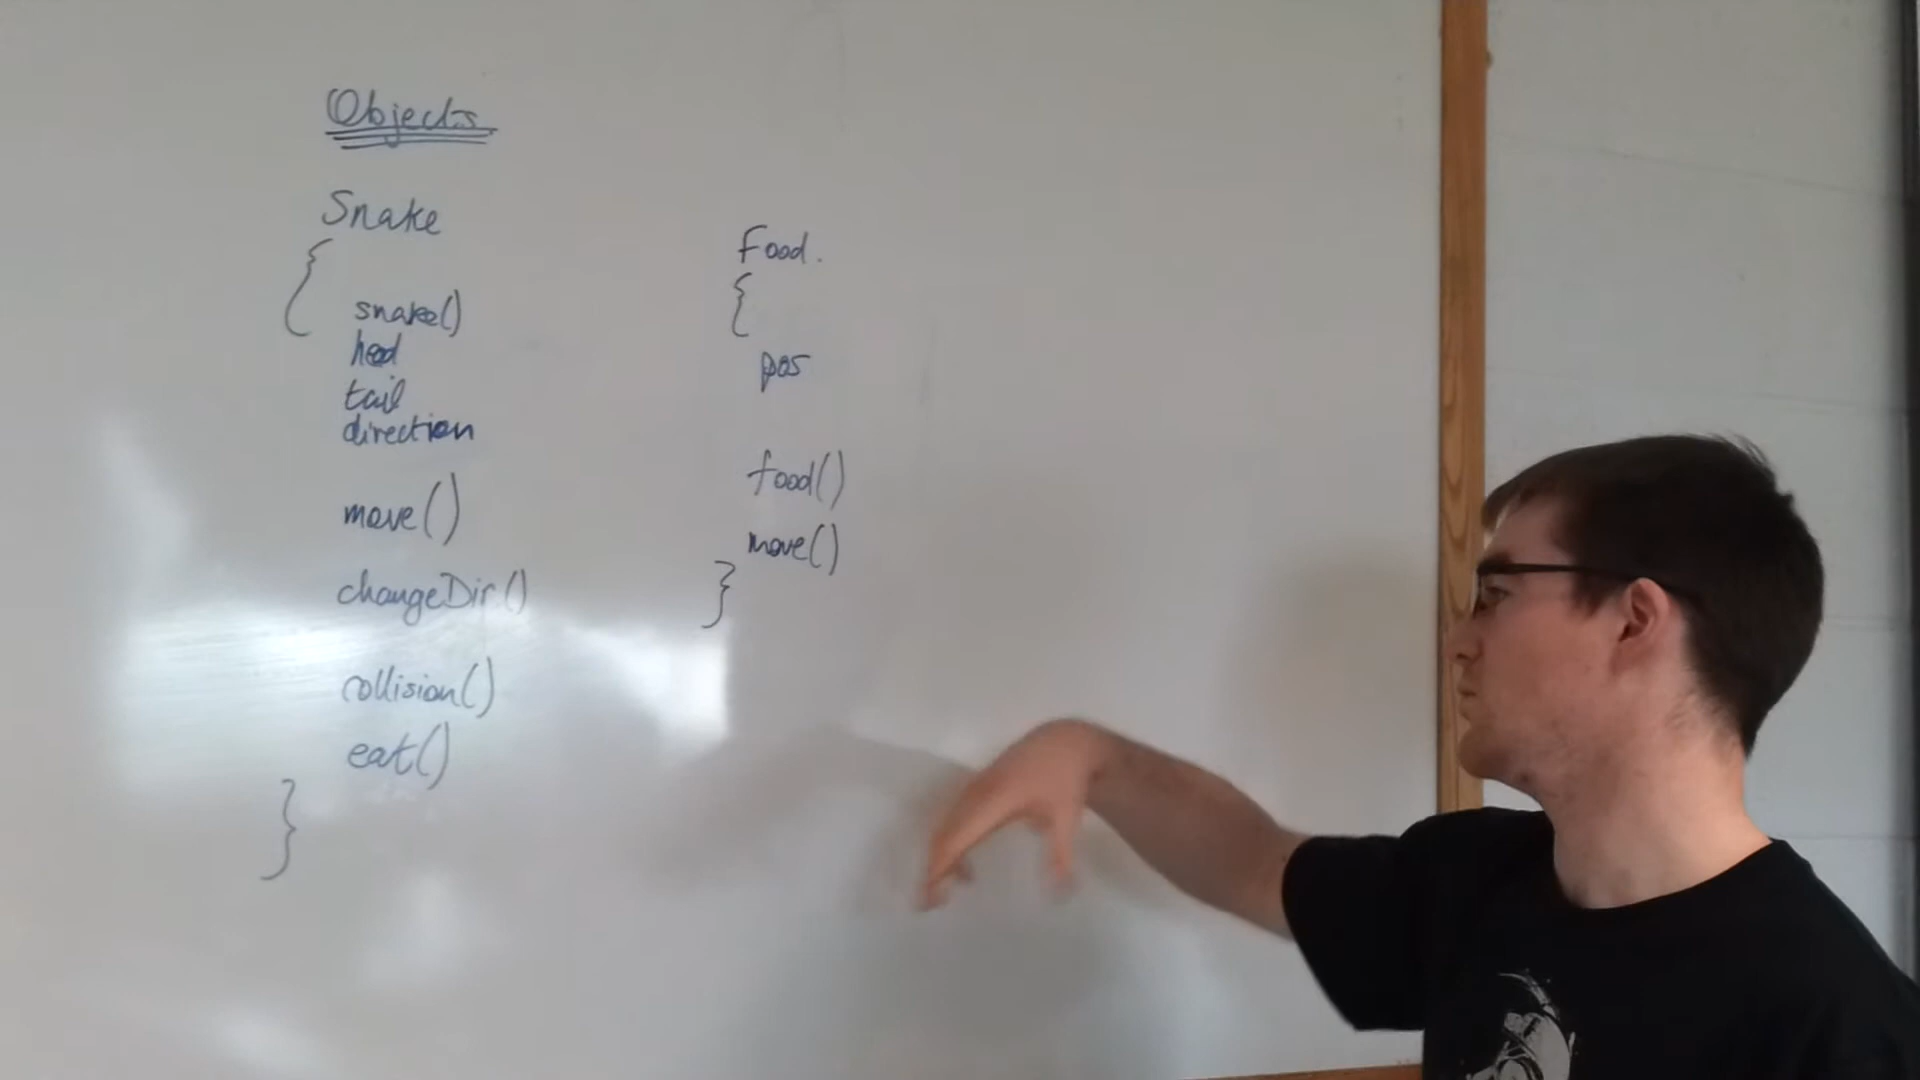 Objects
Snake
{
snake()
head
tail
direction
move()
changeDir()
collision()
eat()
}
Food.
{
pos
food()
move()
}